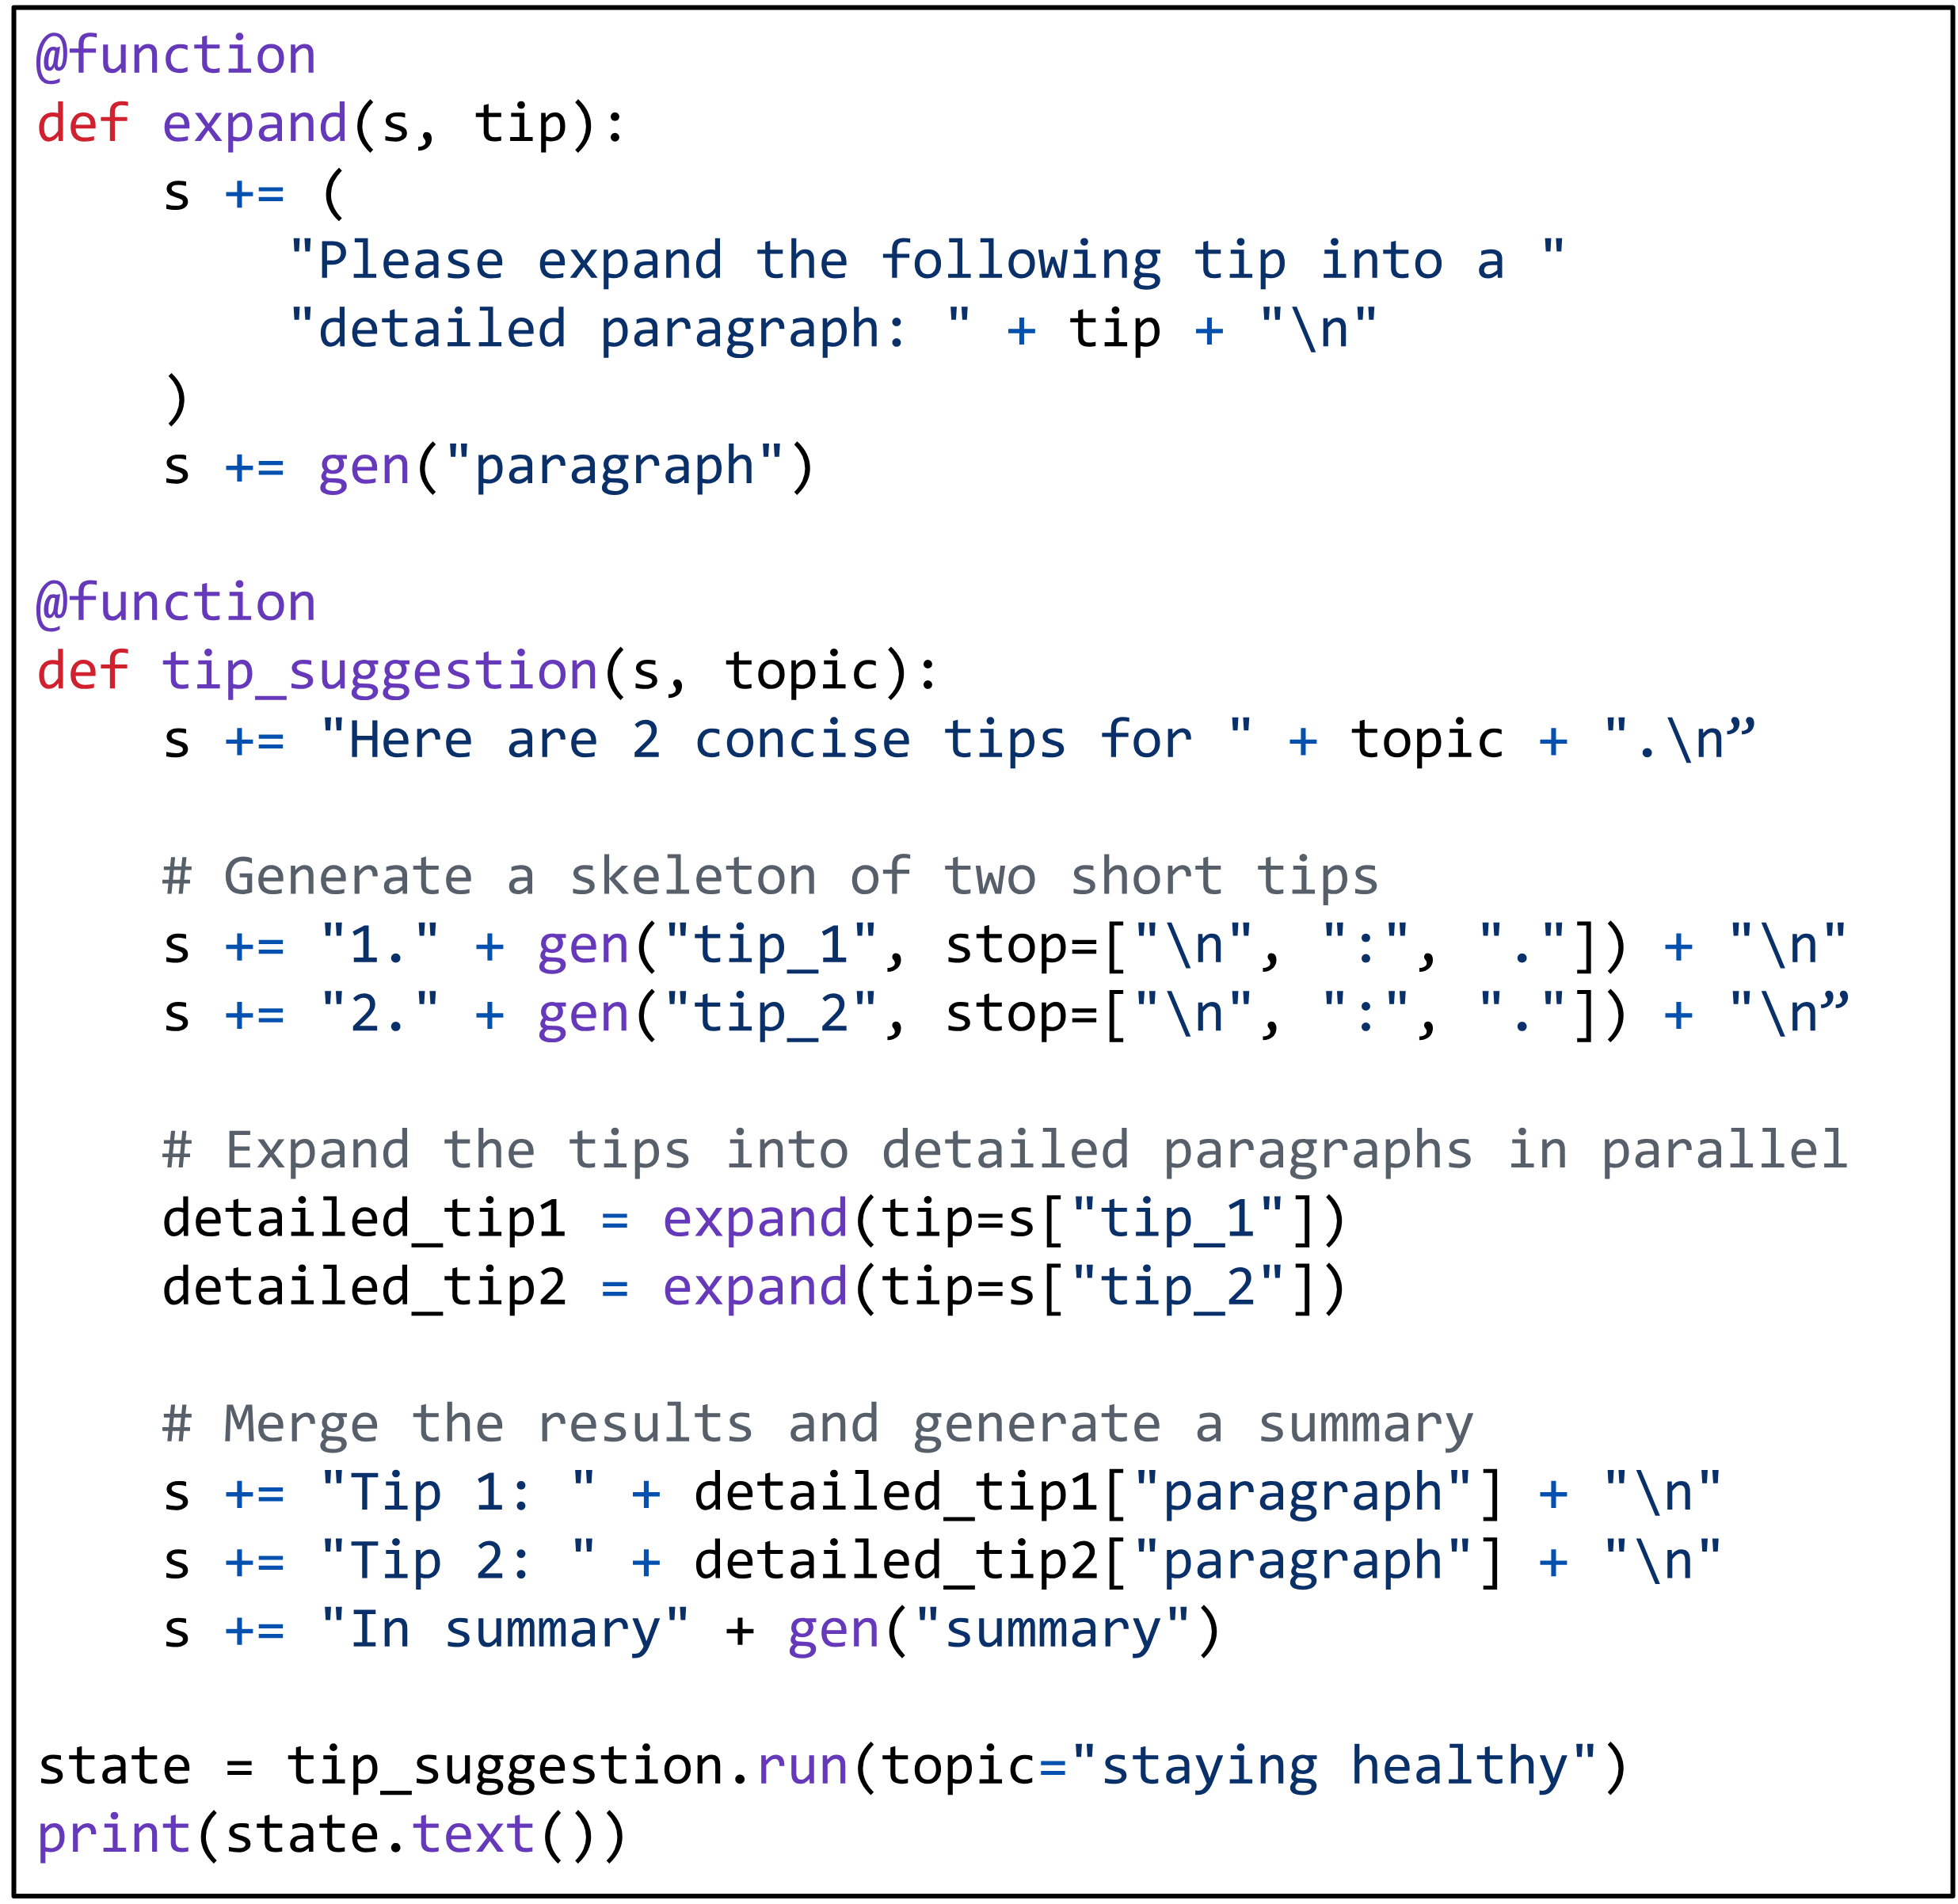 @function
def expand(s, tip):
    s += (
        "Please expand the following tip into a "
        "detailed paragraph: " + tip + "\n"
    )
    s += gen("paragraph")

@function
def tip_suggestion(s, topic):
    s += "Here are 2 concise tips for " + topic + ".\n”

    # Generate a skeleton of two short tips
    s += "1." + gen("tip_1", stop=["\n", ":", "."]) + "\n"
    s += "2." + gen("tip_2", stop=["\n", ":", "."]) + "\n”

    # Expand the tips into detailed paragraphs in parallel
    detailed_tip1 = expand(tip=s["tip_1"])
    detailed_tip2 = expand(tip=s["tip_2"])

    # Merge the results and generate a summary
    s += "Tip 1: " + detailed_tip1["paragraph"] + "\n"
    s += "Tip 2: " + detailed_tip2["paragraph"] + "\n"
    s += "In summary" + gen("summary")

state = tip_suggestion.run(topic="staying healthy")
print(state.text())